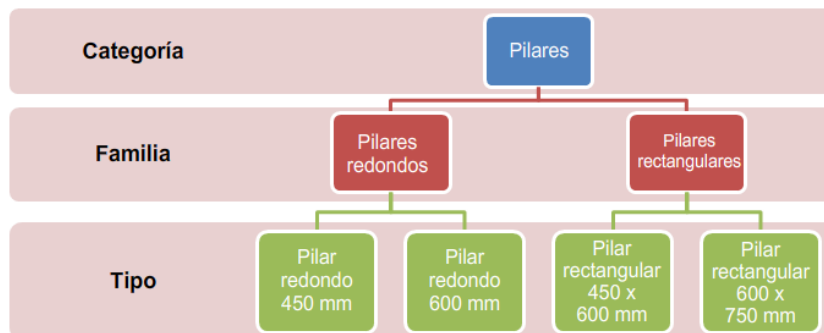 Categoría
Pilares
Familia
Pilares
redondos
Pilares
rectangulares
Tipo
Pilar
redondo
450 mm
Pilar
redondo
600 mm
Pilar
rectangular
450 x
600 mm
Pilar
rectangular
600 x
750 mm